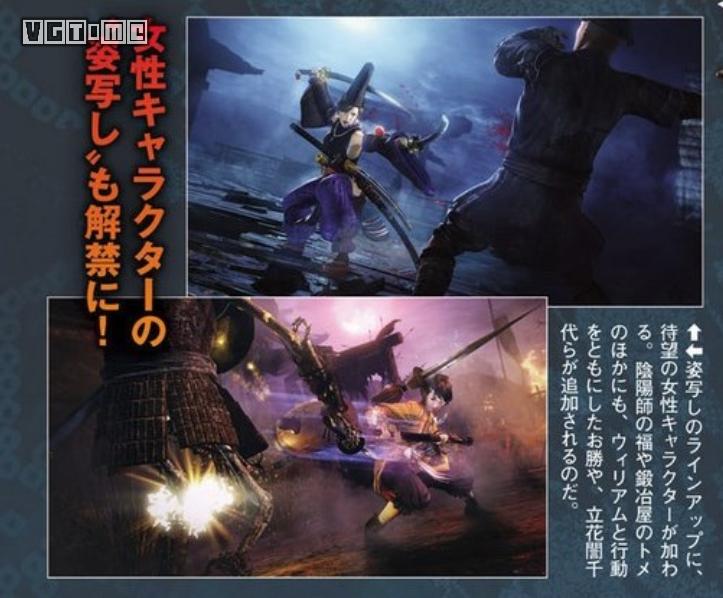 VGTIME
女性キャラクターの
〝姿写し〟も解禁に!
⬆⬅姿写しのラインアップに、
待望の女性キャラクターが加わ
る。陰陽師の福や鍛冶屋のトメ
のほかにも、ウィリアムと行動
をともにしたお勝や、立花誾千
代らが追加されるのだ。